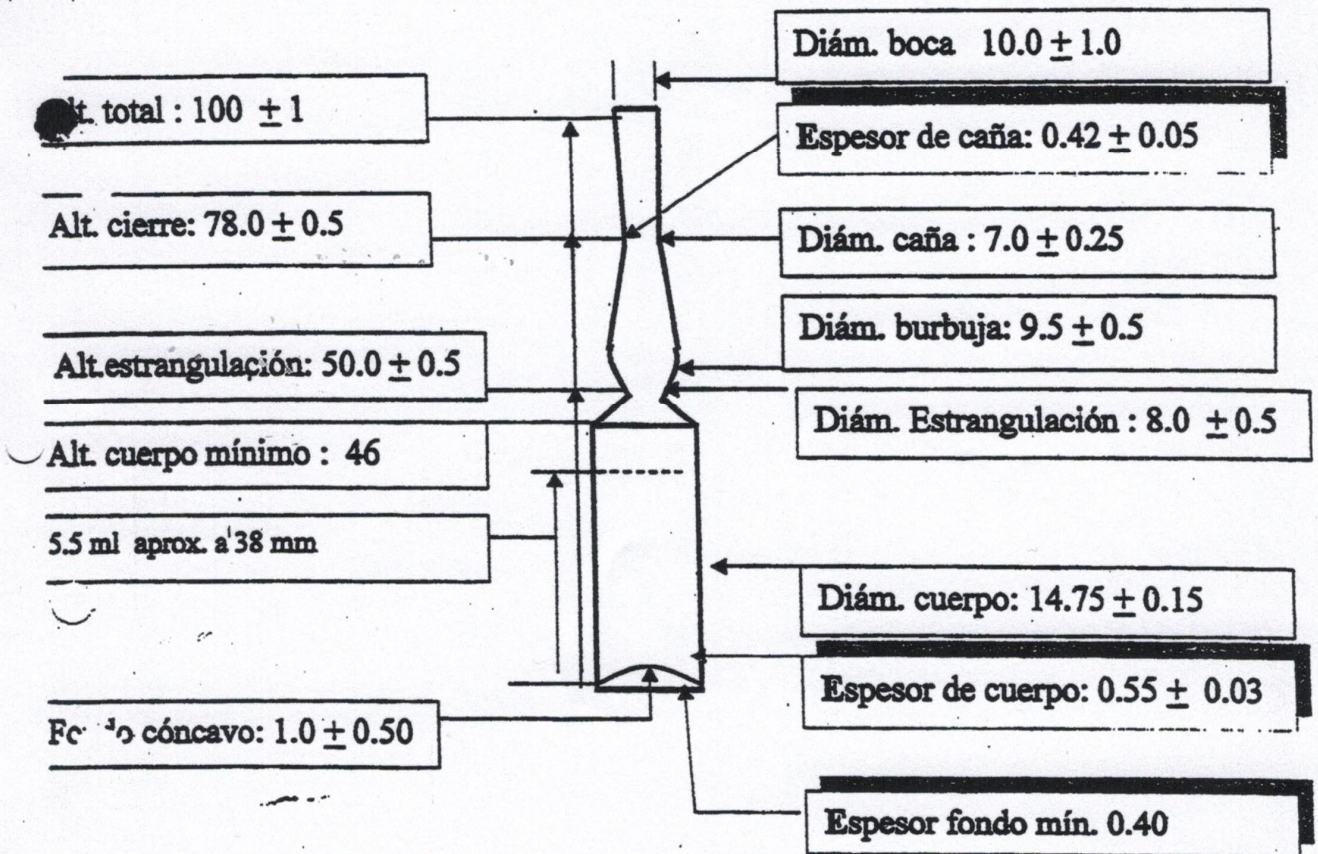 Alt. total : 100 ± 1
Alt. cierre: 78.0 ± 0.5
Alt.estrangulación: 50.0 ± 0.5
Alt. cuerpo mínimo : 46
5.5 ml aprox. a 38 mm
Fondo cóncavo: 1.0 ± 0.50
Diám. boca 10.0 ± 1.0
Espesor de caña: 0.42 ± 0.05
Diám. caña : 7.0 ± 0.25
Diám. burbuja: 9.5 ± 0.5
Diám. Estrangulación : 8.0 ± 0.5
Diám. cuerpo: 14.75 ± 0.15
Espesor de cuerpo: 0.55 ± 0.03
Espesor fondo mín. 0.40